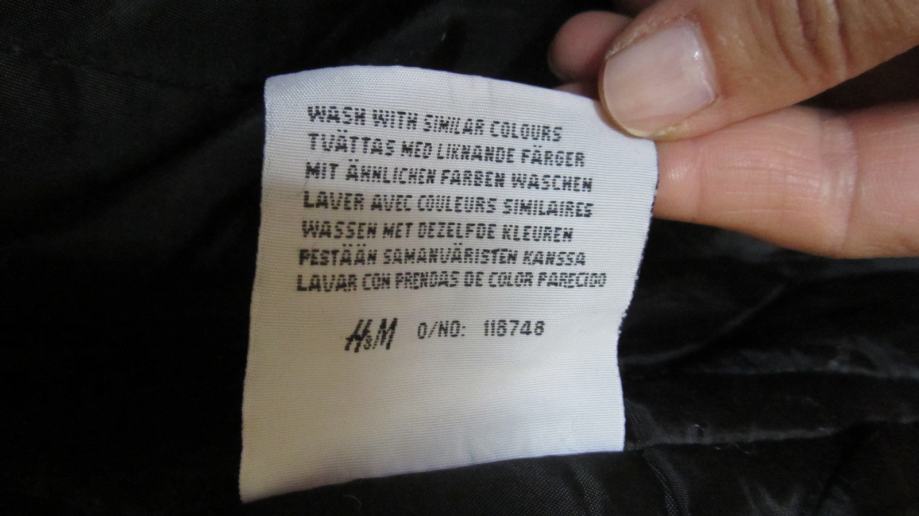 WASH WITH SIMILAR COLOURS
TVÄTTAS MED LIKNANDE FÄRGER
MIT ÄHNLICHEN FARBEN WASCHEN
LAVER AVEC COULEURS SIMILAIRES
WASSEN MET DEZELFDE KLEUREN
PESTÄÄN SAMANVÄRISTEN KANSSA
LAVAR CON PRENDAS DE COLOR PARECIDO
H&M O/NO: 118748